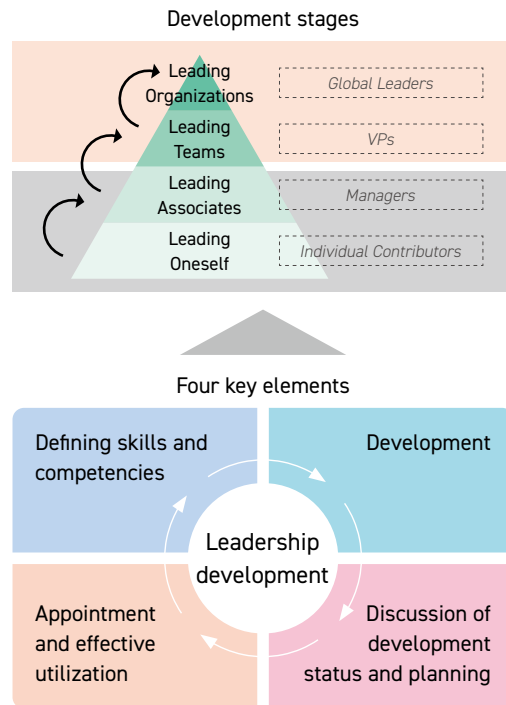 Development stages
Leading
Organizations
Global Leaders
Leading
Teams
VPs
Leading
Associates
Managers
Leading
Oneself
Individual Contributors
Four key elements
Defining skills and
competencies
Development
Leadership
development
Appointment
and effective
utilization
Discussion of
development
status and planning